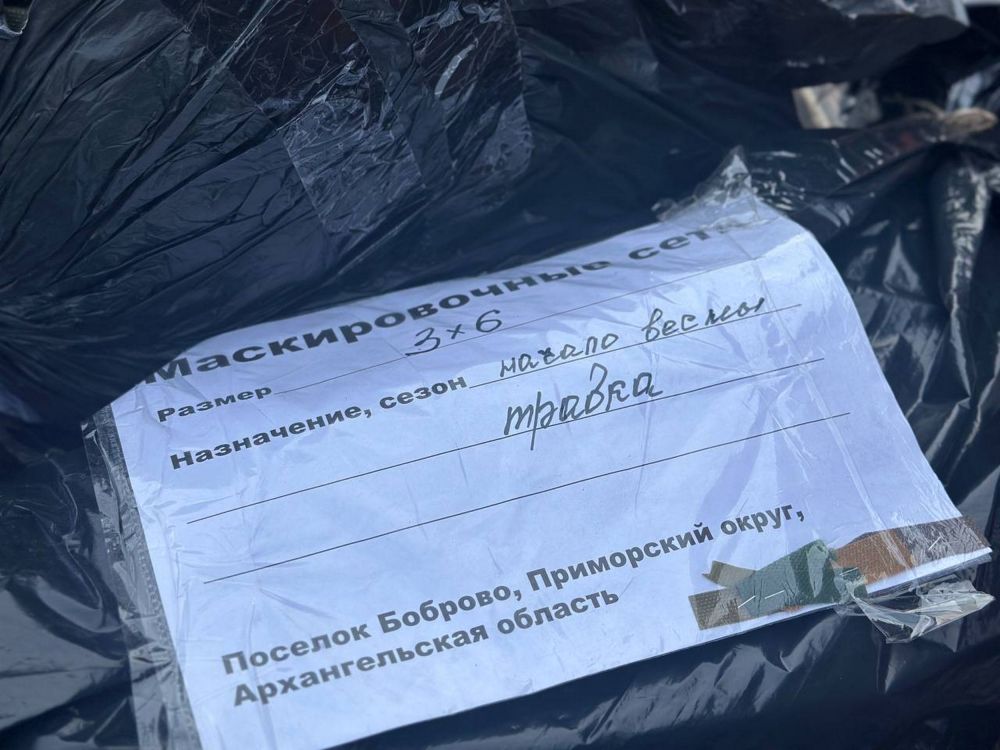 Маскировочные сети
Размер 3×6
Назначение, сезон начало весны
травка
Поселок Боброво, Приморский округ,
Архангельская область